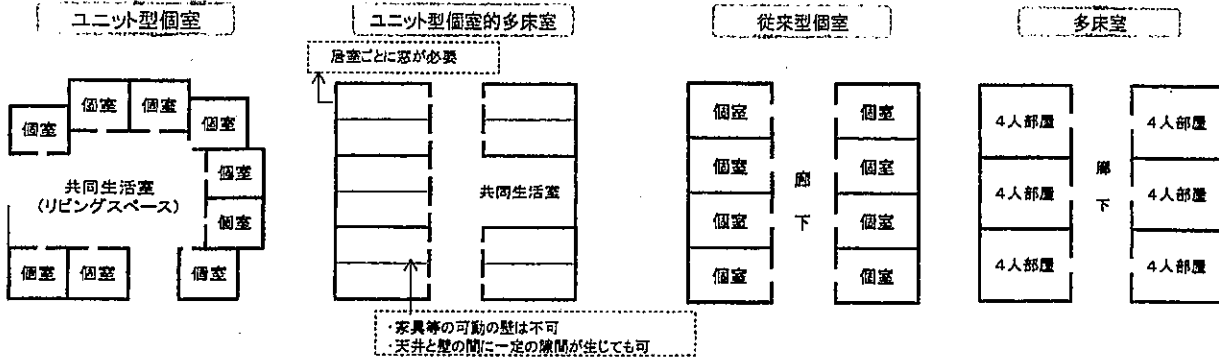 ユニット型個室
ユニット型個室的多床室
従来型個室
多床室
居室ごとに窓が必要
個室
個室
個室
個室
個室
個室
個室
個室
個室
共同生活室
(リビングスペース)
共同生活室
・家具等の可動の壁は不可
・天井と壁の間に一定の隙間が生じても可
個室
個室
個室
個室
個室
個室
個室
個室
廊
下
4人部屋
4人部屋
4人部屋
4人部屋
4人部屋
4人部屋
廊
下